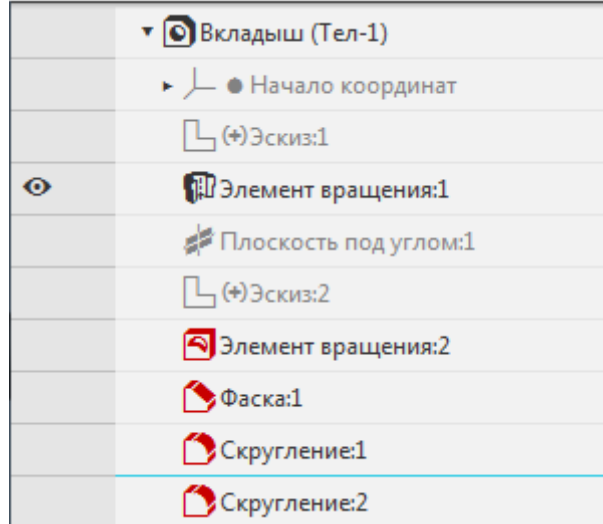 Вкладыш (Тел-1)
Начало координат
(+)Эскиз:1
Элемент вращения:1
Плоскость под углом:1
(+)Эскиз:2
Элемент вращения:2
Фаска:1
Скругление:1
Скругление:2